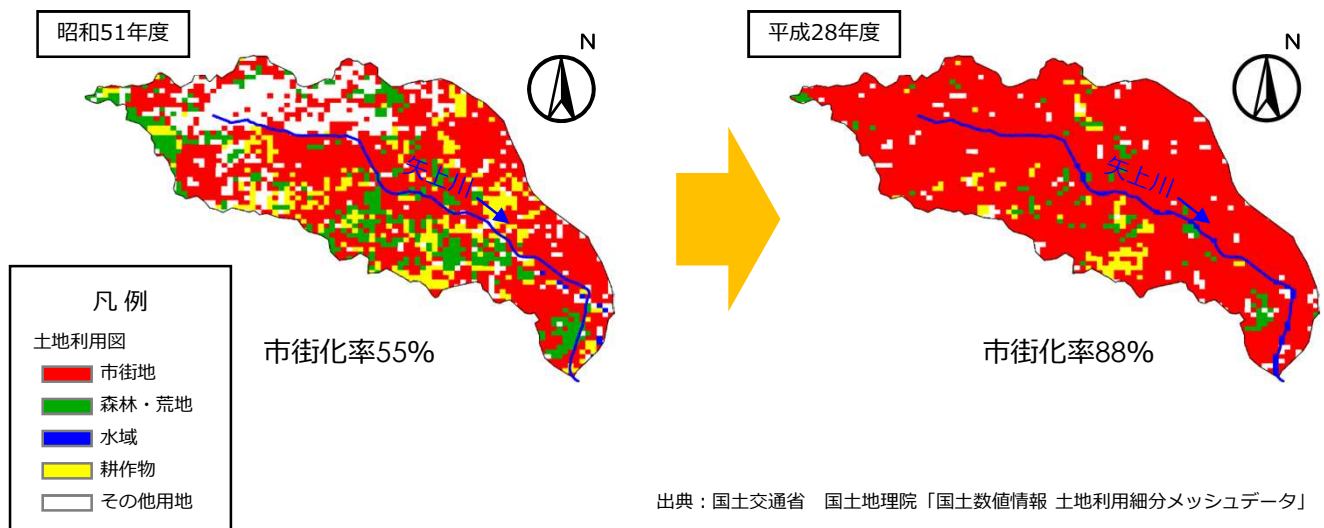 昭和51年度
N
矢上川
市街化率55%
凡 例
土地利用図
市街地
森林・荒地
水域
耕作物
その他用地
平成28年度
N
矢上川
市街化率88%
出典：国土交通省　国土地理院「国土数値情報 土地利用細分メッシュデータ」